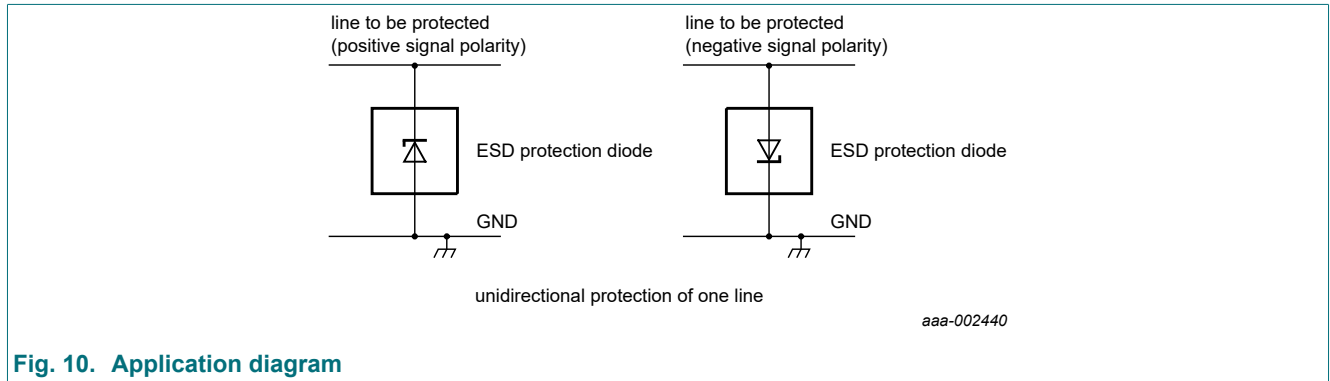 line to be protected
(positive signal polarity)
ESD protection diode
GND
line to be protected
(negative signal polarity)
ESD protection diode
GND
unidirectional protection of one line
aaa-002440
Fig. 10. Application diagram